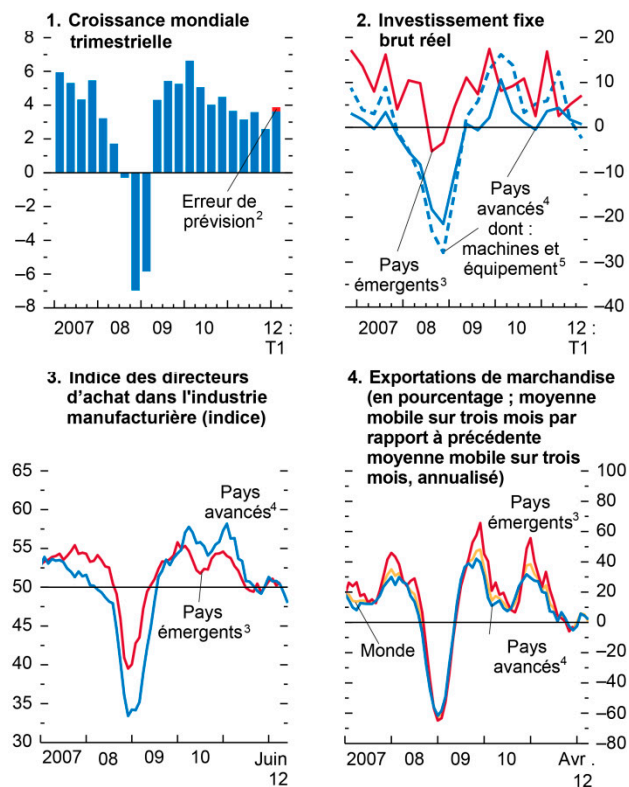 1. Croissance mondiale
trimestrielle
8
6
4
2
0
−2
−4
−6
−8
Erreur de
prévision2
2007 08 09 10 12 :
T1
2. Investissement fixe
brut réel
20
10
0
−10
−20
−30
−40
Pays
avancés4
dont :
machines et
équipement5
Pays
émergents3
2007 08 09 10 12 :
T1
3. Indice des directeurs
d'achat dans l'industrie
manufacturière (indice)
65
60
55
50
45
40
35
30
Pays
avancés4
Pays
émergents3
2007 08 09 10 Juin
12
4. Exportations de marchandise
(en pourcentage ; moyenne
mobile sur trois mois par
rapport à précédente
moyenne mobile sur trois
mois, annualisé)
100
80
60
40
20
0
−20
−40
−60
−80
Pays
émergents3
Monde
Pays
avancés4
2007 08 09 10 Avr .
12